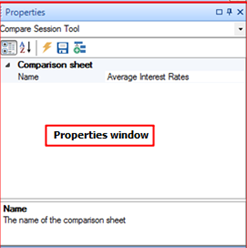 Properties
Compare Session Tool
Comparison sheet
Name Average Interest Rates
Properties window
Name
The name of the comparison sheet